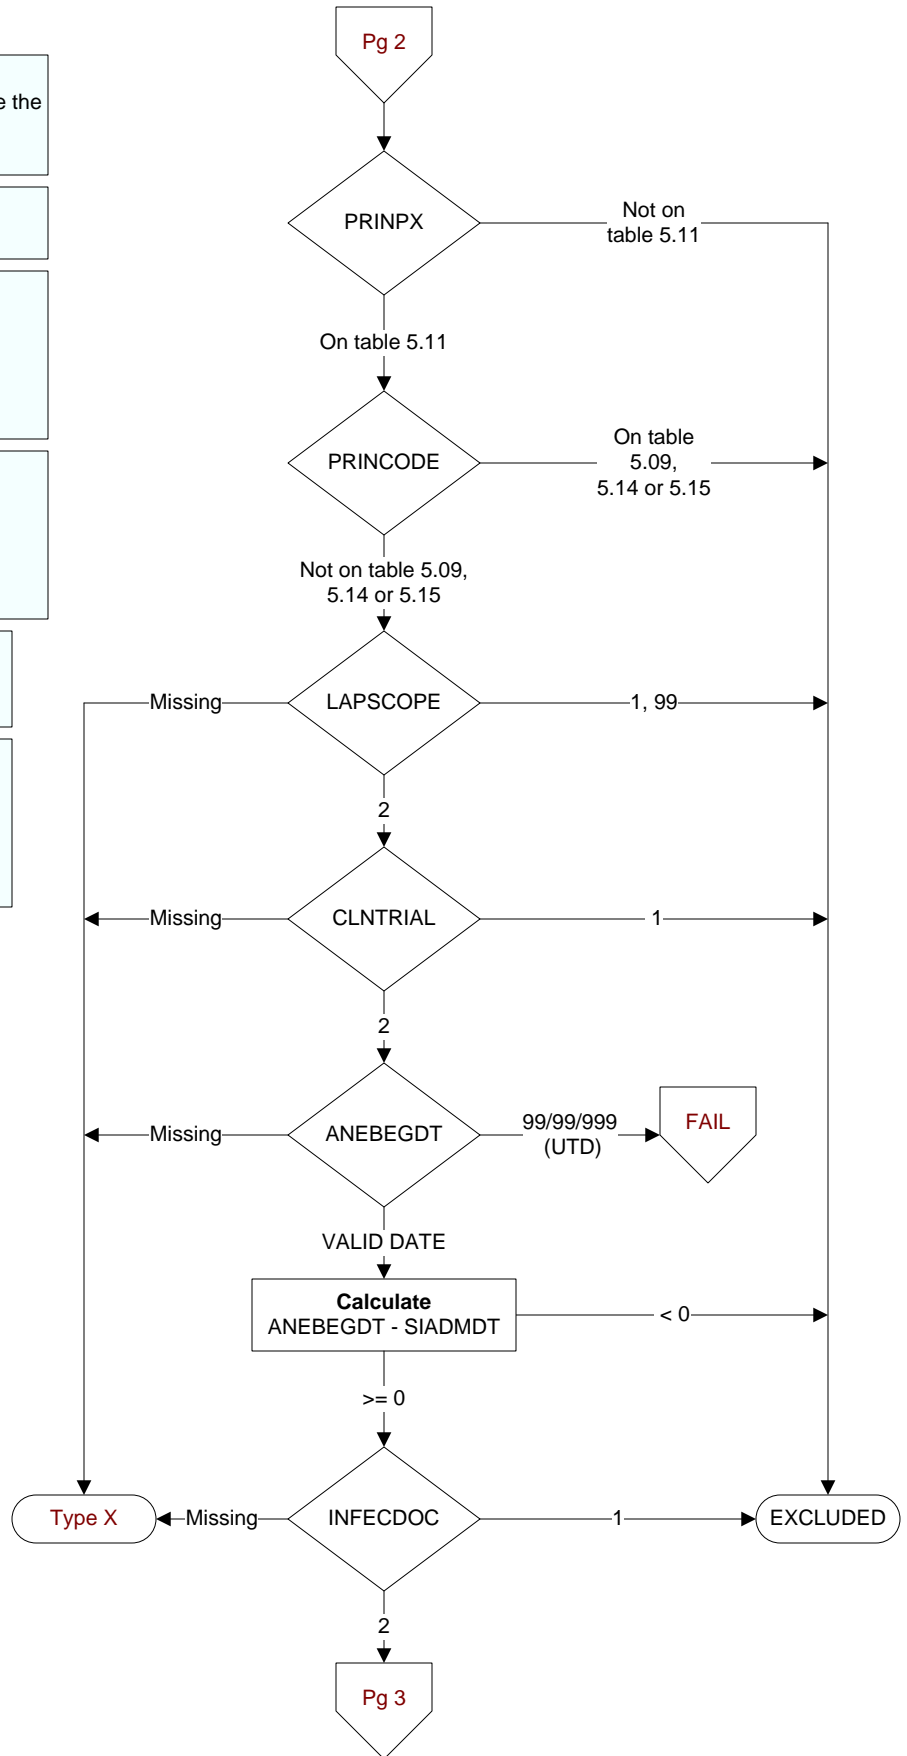 Pg 2
e the
PRINPX
Not on
table 5.11
On table 5.11
PRINCODE
On table
5.09,
5.14 or 5.15
Not on table 5.09,
5.14 or 5.15
Missing
LAPSCOPE
1, 99
2
Missing
CLNTRIAL
1
2
Missing
ANEBEGDT
99/99/999
(UTD)
FAIL
VALID DATE
Calculate
ANEBEGDT - SIADMDT
< 0
>= 0
Type X
Missing
INFECDOC
1
EXCLUDED
2
Pg 3